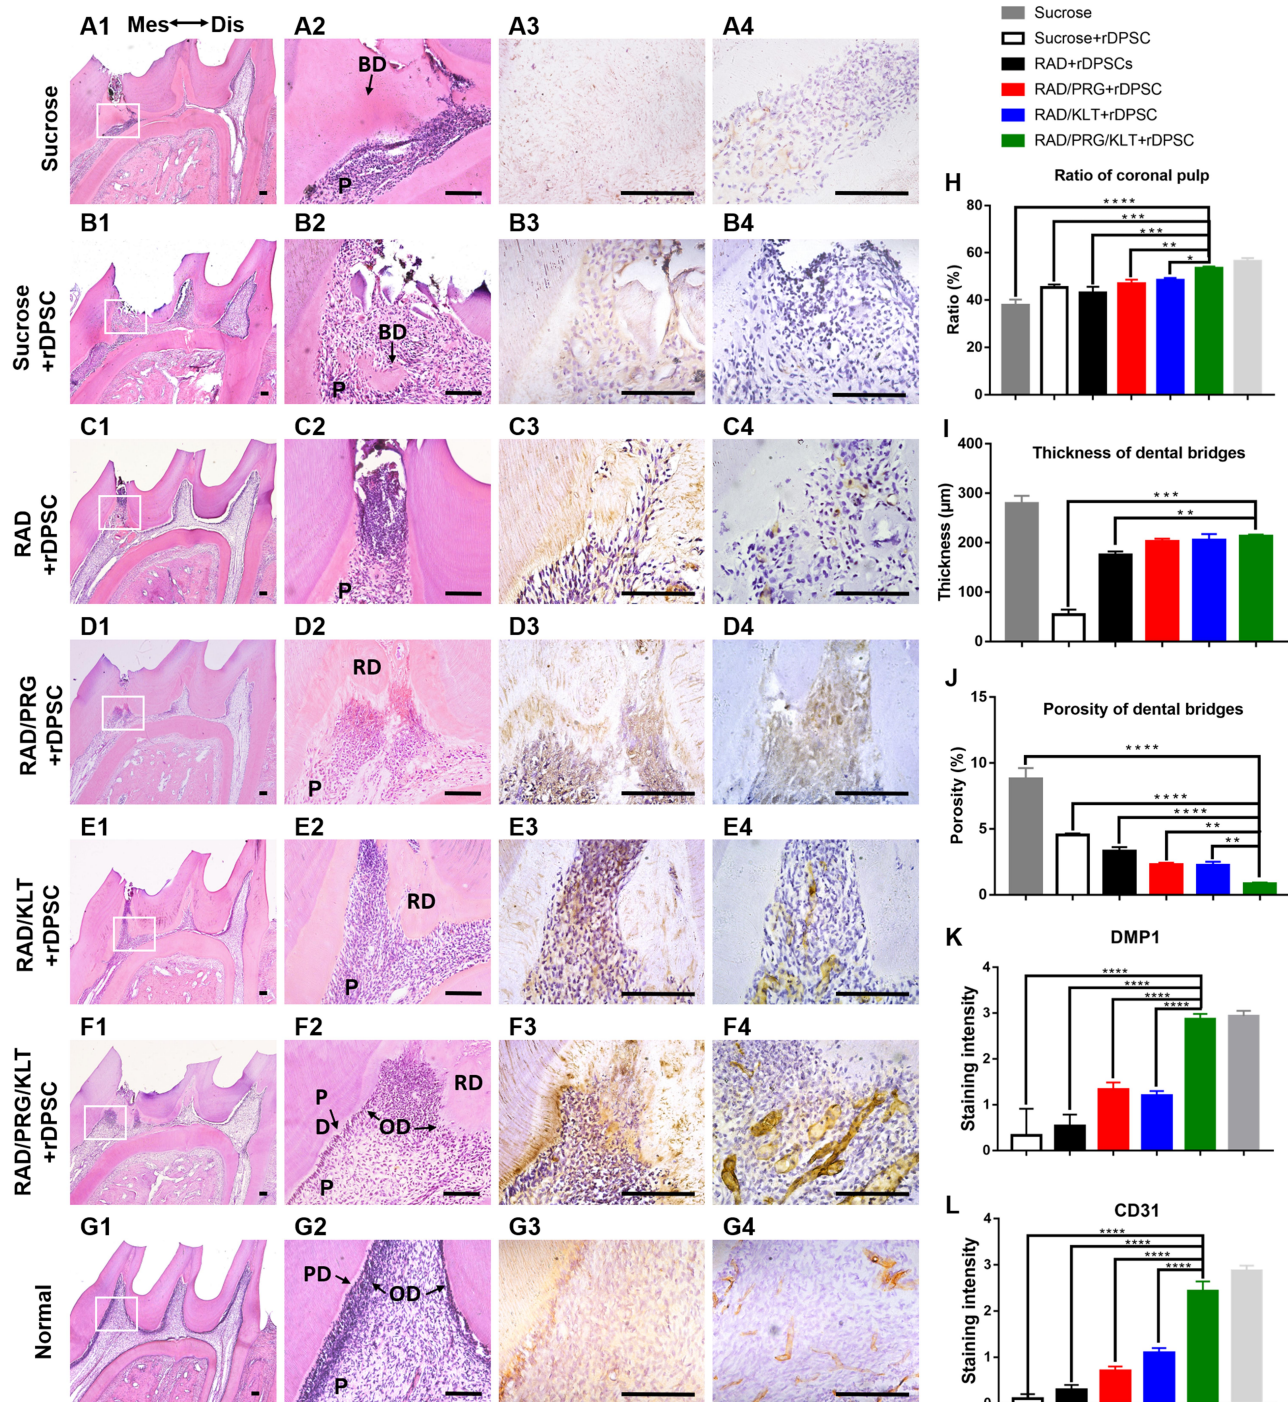 A1 Mes Dis A2 A3 A4
Sucrose
BD
P
B1 B2 B3 B4
Sucrose
+rDPSC
BD
P
C1 C2 C3 C4
RAD
+rDPSC
P
D1 D2 D3 D4
RAD/PRG
+rDPSC
RD
P
E1 E2 E3 E4
RAD/KLT
+rDPSC
RD
P
F1 F2 F3 F4
RAD/PRG/KLT
+rDPSC
RD
P
D OD
P
G1 G2 G3 G4
Normal
PD
OD
P
Sucrose
Sucrose+rDPSC
RAD+rDPSCs
RAD/PRG+rDPSC
RAD/KLT+rDPSC
RAD/PRG/KLT+rDPSC
H
Ratio of coronal pulp
Ratio (%)
80
60
40
20
0
****
***
***
**
*
I
Thickness of dental bridges
Thickness (µm)
400
300
200
100
0
***
**
J
Porosity of dental bridges
Porosity (%)
15
10
5
0
****
****
****
**
**
K
DMP1
Staining intensity
4
3
2
1
0
****
****
****
****
L
CD31
Staining intensity
4
3
2
1
0
****
****
****
****